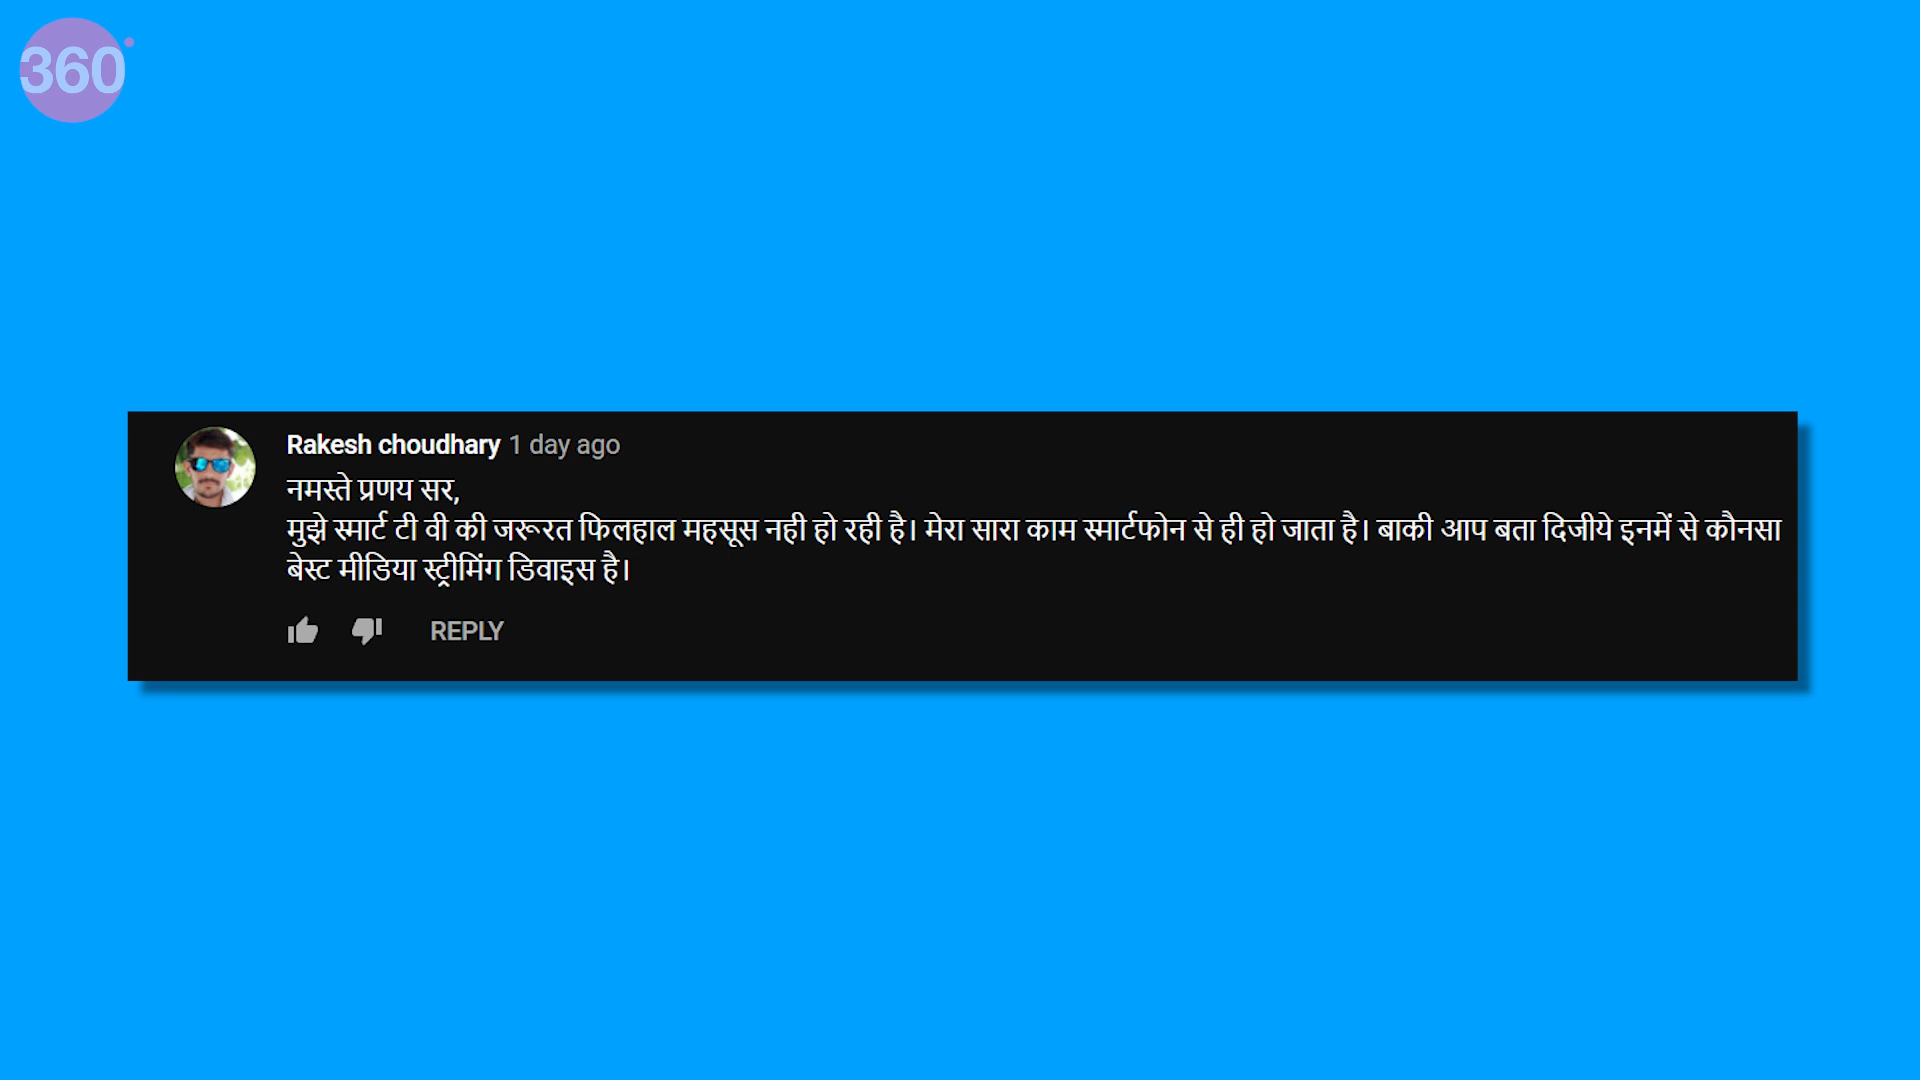 360
Rakesh choudhary 1 day ago
नमस्ते प्रणय सर,
मुझे स्मार्ट टी वी की जरूरत फिलहाल महसूस नही हो रही है। मेरा सारा काम स्मार्टफोन से ही हो जाता है। बाकी आप बता दिजीये इनमें से कौनसा
बेस्ट मीडिया स्ट्रीमिंग डिवाइस है।
REPLY